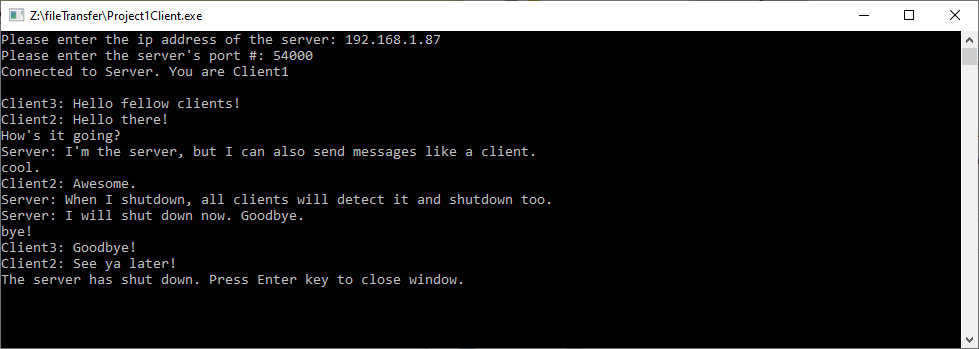 Z:\fileTransfer\Project1Client.exe
Please enter the ip address of the server: 192.168.1.87
Please enter the server's port #: 54000
Connected to Server. You are Client1
Client3: Hello fellow clients!
Client2: Hello there!
How's it going?
Server: I'm the server, but I can also send messages like a client.
cool.
Client2: Awesome.
Server: When I shutdown, all clients will detect it and shutdown too.
Server: I will shut down now. Goodbye.
bye!
Client3: Goodbye!
Client2: See ya later!
The server has shut down. Press Enter key to close window.